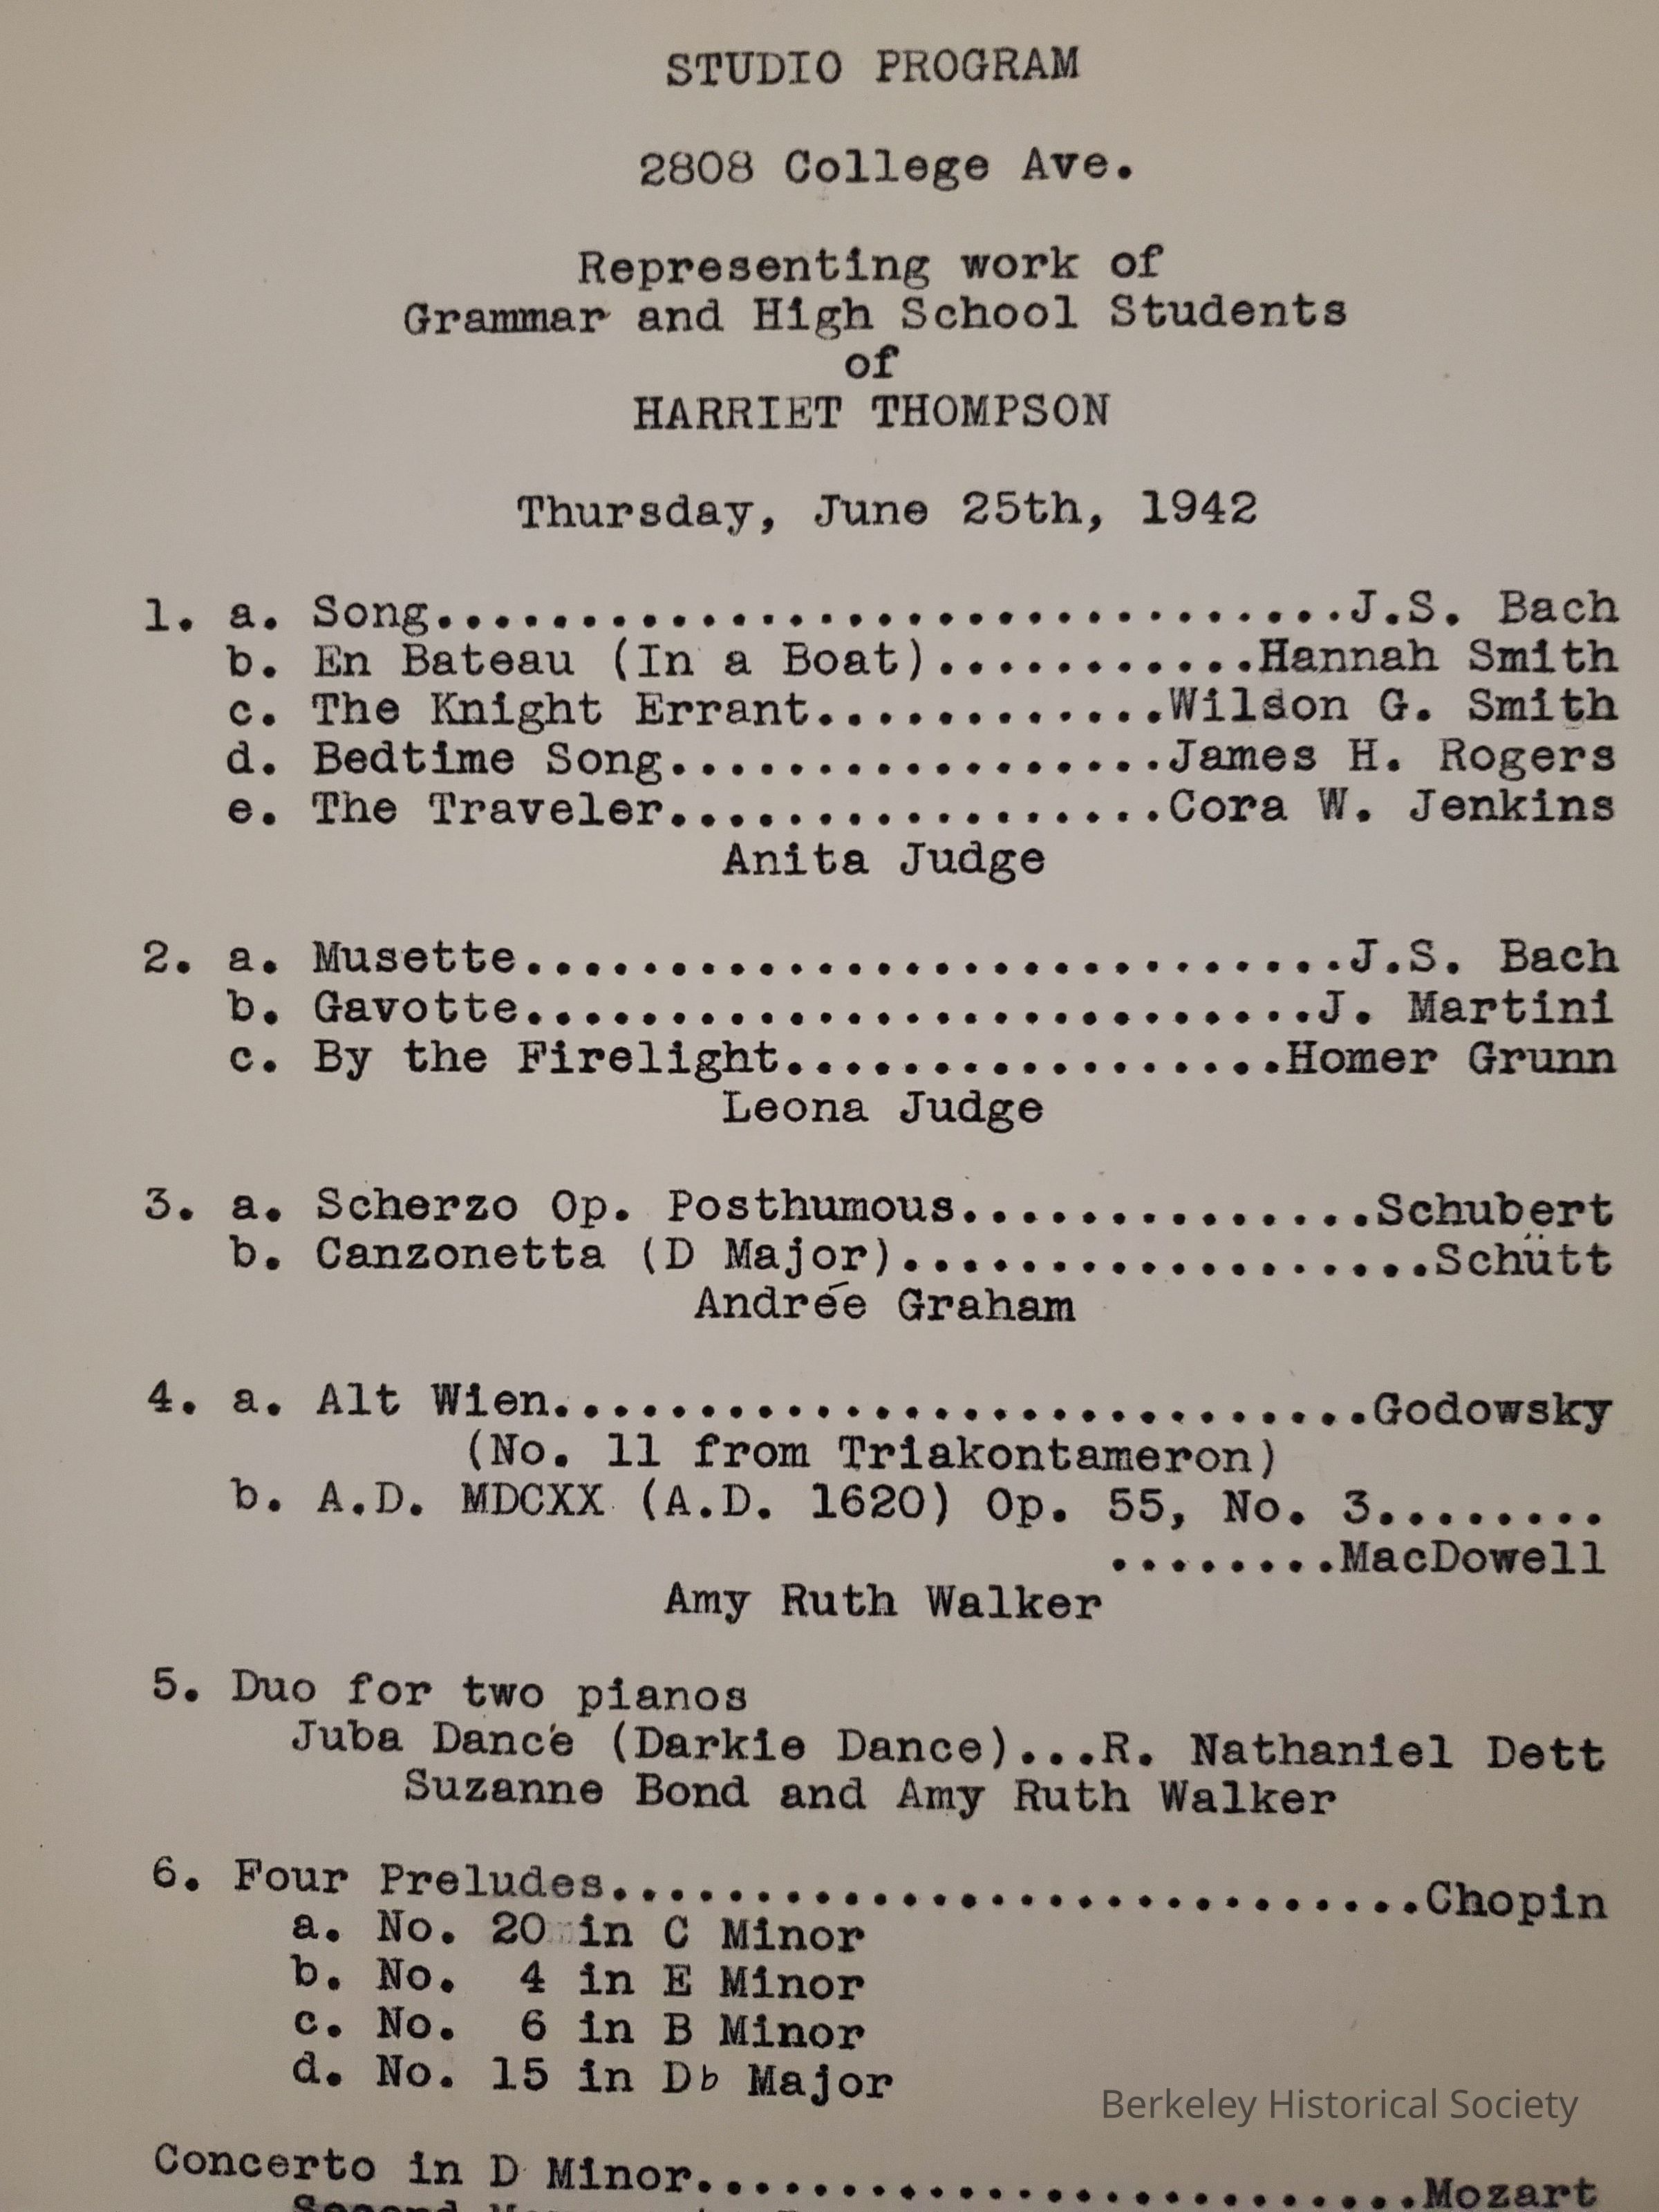 STUDIO PROGRAM
2808 College Ave.
Representing work of
Grammar and High School Students
of
HARRIET THOMPSON
Thursday, June 25th, 1942
1. a. Song...............................J.S. Bach
b. En Bateau (In a Boat)...........Hannah Smith
c. The Knight Errant............Wilson G. Smith
d. Bedtime Song.................James H. Rogers
e. The Traveler.................Cora W. Jenkins
Anita Judge
2. a. Musette............................J.S. Bach
b. Gavotte...........................J. Martini
c. By the Firelight.................Homer Grunn
Leona Judge
3. a. Scherzo Op. Posthumous..............Schubert
b. Canzonetta (D Major)..................Schütt
Andrée Graham
4. a. Alt Wien............................Godowsky
(No. 11 from Triakontameron)
b. A.D. MDCXX (A.D. 1620) Op. 55, No. 3........
........MacDowell
Amy Ruth Walker
5. Duo for two pianos
Juba Dance (Darkie Dance)...R. Nathaniel Dett
Suzanne Bond and Amy Ruth Walker
6. Four Preludes............................Chopin
a. No. 20 in C Minor
b. No. 4 in E Minor
c. No. 6 in B Minor
d. No. 15 in D♭ Major
Berkeley Historical Society
Concerto in D Minor.........................Mozart
Second